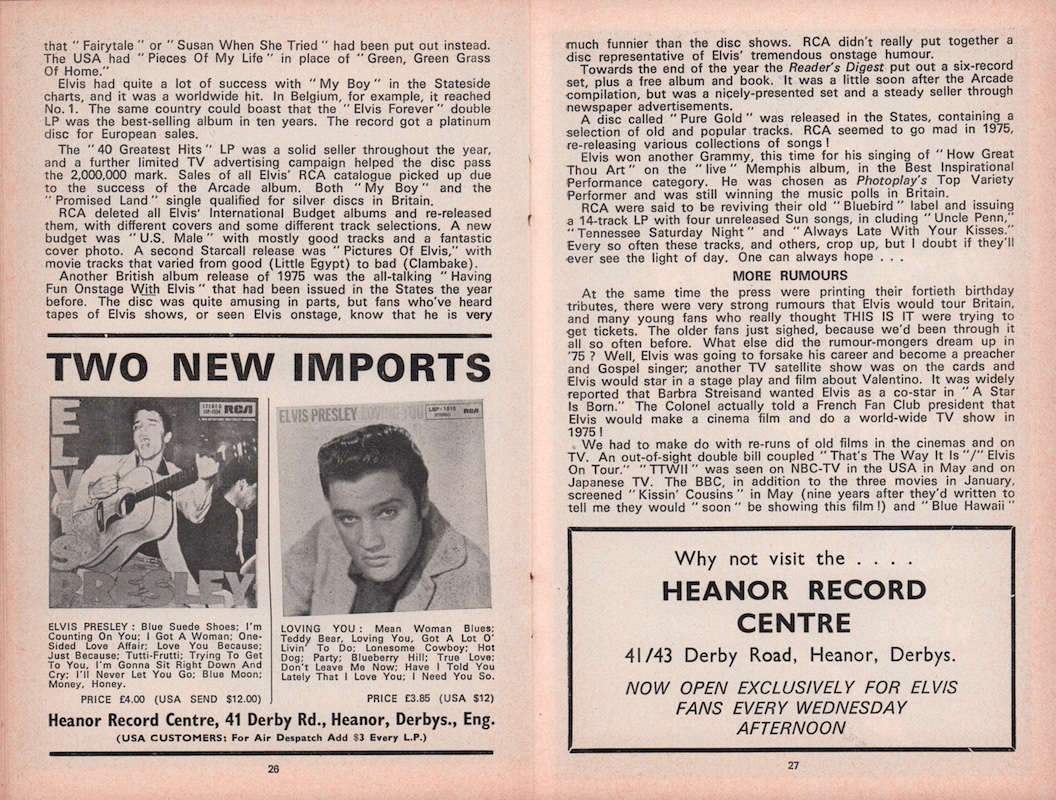 that "Fairytale" or "Susan When She Tried" had been put out instead.
The USA had "Pieces Of My Life" in place of "Green, Green Grass
Of Home."
Elvis had quite a lot of success with "My Boy" in the Stateside
charts, and it was a worldwide hit. In Belgium, for example, it reached
No. 1. The same country could boast that the "Elvis Forever" double
LP was the best-selling album in ten years. The record got a platinum
disc for European sales.
The "40 Greatest Hits" LP was a solid seller throughout the year,
and a further limited TV advertising campaign helped the disc pass
the 2,000,000 mark. Sales of all Elvis' RCA catalogue picked up due
to the success of the Arcade album. Both "My Boy" and the
"Promised Land" single qualified for silver discs in Britain.
RCA deleted all Elvis' International Budget albums and re-released
them, with different covers and some different track selections. A new
budget was "U.S. Male" with mostly good tracks and a fantastic
cover photo. A second Starcall release was "Pictures Of Elvis," with
movie tracks that varied from good (Little Egypt) to bad (Clambake).
Another British album release of 1975 was the all-talking "Having
Fun Onstage With Elvis" that had been issued in the States the year
before. The disc was quite amusing in parts, but fans who've heard
tapes of Elvis shows, or seen Elvis onstage, know that he is very
TWO NEW IMPORTS
STEREO
RCA
ELVIS
PRESLEY
ELVIS PRESLEY LOVING YOU
LSP-1515
STEREO
RCA
ELVIS PRESLEY : Blue Suede Shoes; I'm
Counting On You; I Got A Woman; One-
Sided Love Affair; Love You Because;
Just Because; Tutti-Frutti; Trying To Get
To You, I'm Gonna Sit Right Down And
Cry; I'll Never Let You Go; Blue Moon;
Money, Honey.
PRICE £4.00 (USA SEND $12.00)
LOVING YOU : Mean Woman Blues;
Teddy Bear, Loving You, Got A Lot O'
Livin' To Do; Lonesome Cowboy; Hot
Dog; Party; Blueberry Hill; True Love;
Don't Leave Me Now; Have I Told You
Lately That I Love You; I Need You So.
PRICE £3.85 (USA $12)
Heanor Record Centre, 41 Derby Rd., Heanor, Derbys., Eng.
(USA CUSTOMERS: For Air Despatch Add $3 Every L.P.)
26
much funnier than the disc shows. RCA didn't really put together a
disc representative of Elvis' tremendous onstage humour.
Towards the end of the year the Reader's Digest put out a six-record
set, plus a free album and book. It was a little soon after the Arcade
compilation, but was a nicely-presented set and a steady seller through
newspaper advertisements.
A disc called "Pure Gold" was released in the States, containing a
selection of old and popular tracks. RCA seemed to go mad in 1975,
re-releasing various collections of songs!
Elvis won another Grammy, this time for his singing of "How Great
Thou Art" on the "live" Memphis album, in the Best Inspirational
Performance category. He was chosen as Photoplay's Top Variety
Performer and was still winning the music polls in Britain.
RCA were said to be reviving their old "Bluebird" label and issuing
a 14-track LP with four unreleased Sun songs, in cluding "Uncle Penn,"
"Tennessee Saturday Night" and "Always Late With Your Kisses."
Every so often these tracks, and others, crop up, but I doubt if they'll
ever see the light of day. One can always hope . . .
MORE RUMOURS
At the same time the press were printing their fortieth birthday
tributes, there were very strong rumours that Elvis would tour Britain,
and many young fans who really thought THIS IS IT were trying to
get tickets. The older fans just sighed, because we'd been through it
all so often before. What else did the rumour-mongers dream up in
'75 ? Well, Elvis was going to forsake his career and become a preacher
and Gospel singer; another TV satellite show was on the cards and
Elvis would star in a stage play and film about Valentino. It was widely
reported that Barbra Streisand wanted Elvis as a co-star in "A Star
Is Born." The Colonel actually told a French Fan Club president that
Elvis would make a cinema film and do a world-wide TV show in
1975!
We had to make do with re-runs of old films in the cinemas and on
TV. An out-of-sight double bill coupled "That's The Way It Is"/"Elvis
On Tour." "TTWII" was seen on NBC-TV in the USA in May and on
Japanese TV. The BBC, in addition to the three movies in January,
screened "Kissin' Cousins" in May (nine years after they'd written to
tell me they would "soon" be showing this film!) and "Blue Hawaii"
Why not visit the . . . .
HEANOR RECORD
CENTRE
41/43 Derby Road, Heanor, Derbys.
NOW OPEN EXCLUSIVELY FOR ELVIS
FANS EVERY WEDNESDAY
AFTERNOON
27